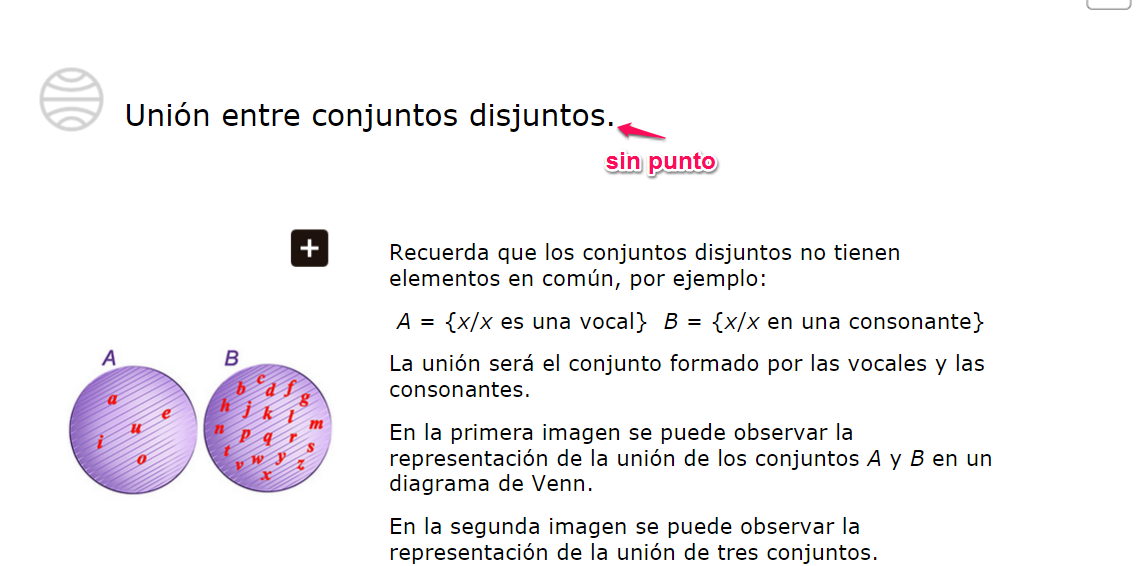 Unión entre conjuntos disjuntos.
sin punto
+
Recuerda que los conjuntos disjuntos no tienen
elementos en común, por ejemplo:
A = {x/x es una vocal}  B = {x/x en una consonante}
La unión será el conjunto formado por las vocales y las
consonantes.
En la primera imagen se puede observar la
representación de la unión de los conjuntos A y B en un
diagrama de Venn.
En la segunda imagen se puede observar la
representación de la unión de tres conjuntos.
A
a
e
u
i
o
B
b c d f
h j k l g
n p q r m
t v w y s
x z